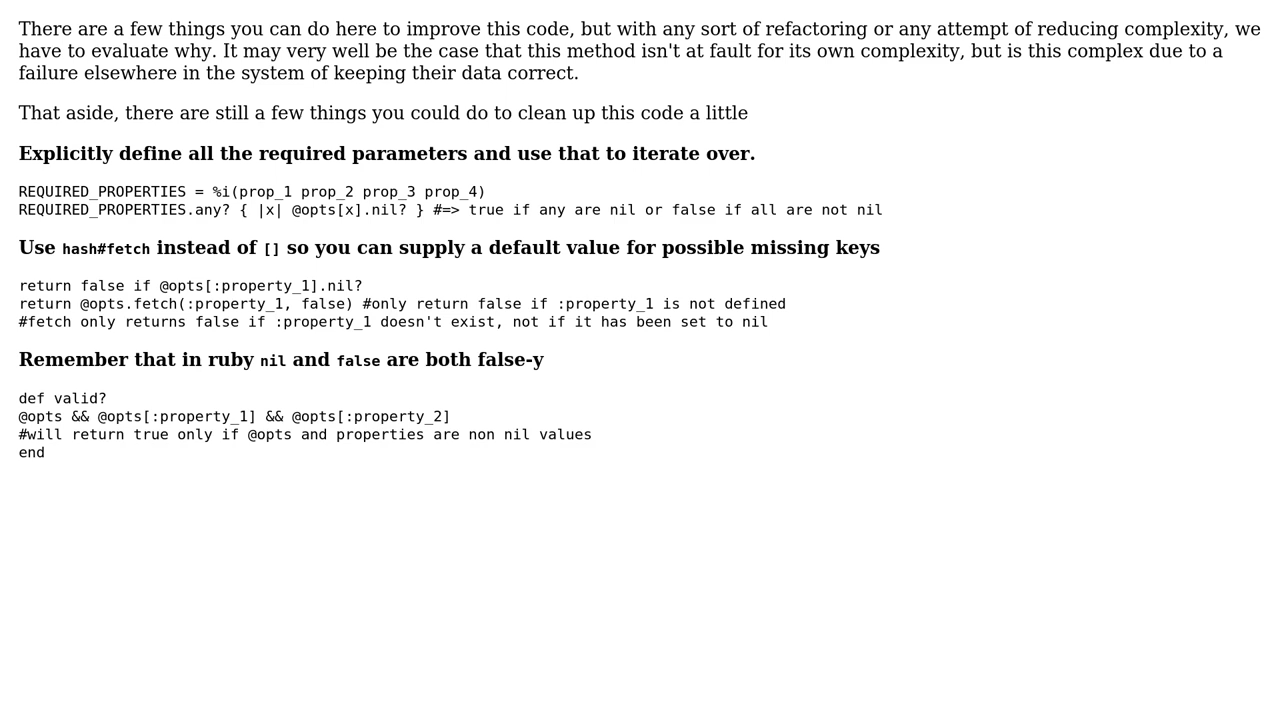 There are a few things you can do here to improve this code, but with any sort of refactoring or any attempt of reducing complexity, we
have to evaluate why. It may very well be the case that this method isn't at fault for its own complexity, but is this complex due to a
failure elsewhere in the system of keeping their data correct.
That aside, there are still a few things you could do to clean up this code a little
Explicitly define all the required parameters and use that to iterate over.
REQUIRED_PROPERTIES = %i(prop_1 prop_2 prop_3 prop_4)
REQUIRED_PROPERTIES.any? { |x| @opts[x].nil? } #=> true if any are nil or false if all are not nil
Use hash#fetch instead of [] so you can supply a default value for possible missing keys
return false if @opts[:property_1].nil?
return @opts.fetch(:property_1, false) #only return false if :property_1 is not defined
#fetch only returns false if :property_1 doesn't exist, not if it has been set to nil
Remember that in ruby nil and false are both false-y
def valid?
@opts && @opts[:property_1] && @opts[:property_2]
#will return true only if @opts and properties are non nil values
end